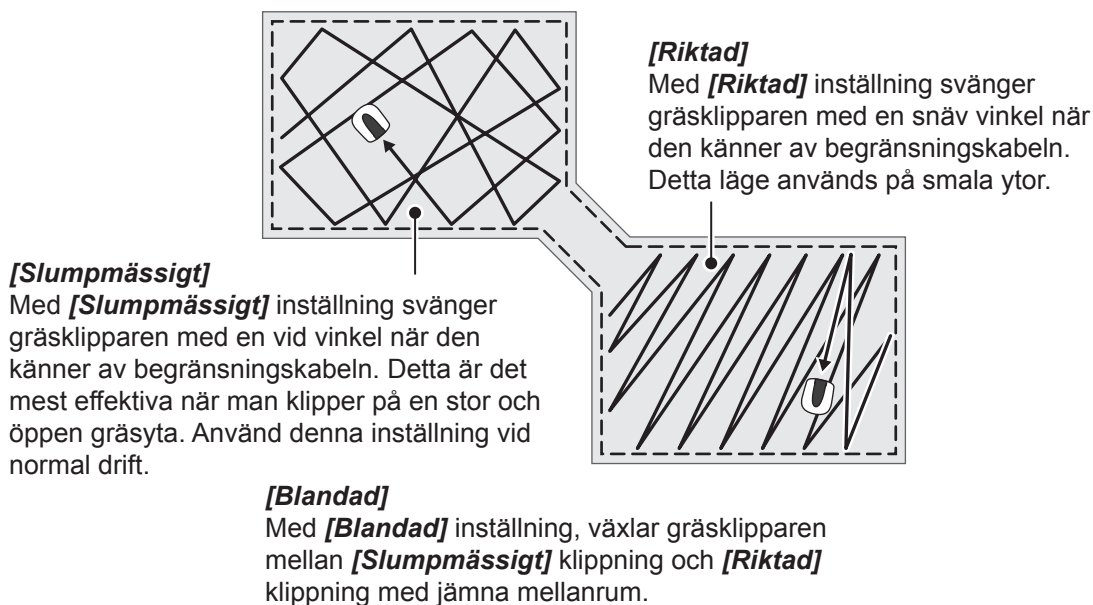 [Riktad]
Med [Riktad] inställning svänger
gräsklipparen med en snäv vinkel när
den känner av begränsningskabeln.
Detta läge används på smala ytor.
[Slumpmässigt]
Med [Slumpmässigt] inställning svänger
gräsklipparen med en vid vinkel när den
känner av begränsningskabeln. Detta är det
mest effektiva när man klipper på en stor och
öppen gräsyta. Använd denna inställning vid
normal drift.
[Blandad]
Med [Blandad] inställning, växlar gräsklipparen
mellan [Slumpmässigt] klippning och [Riktad]
klippning med jämna mellanrum.